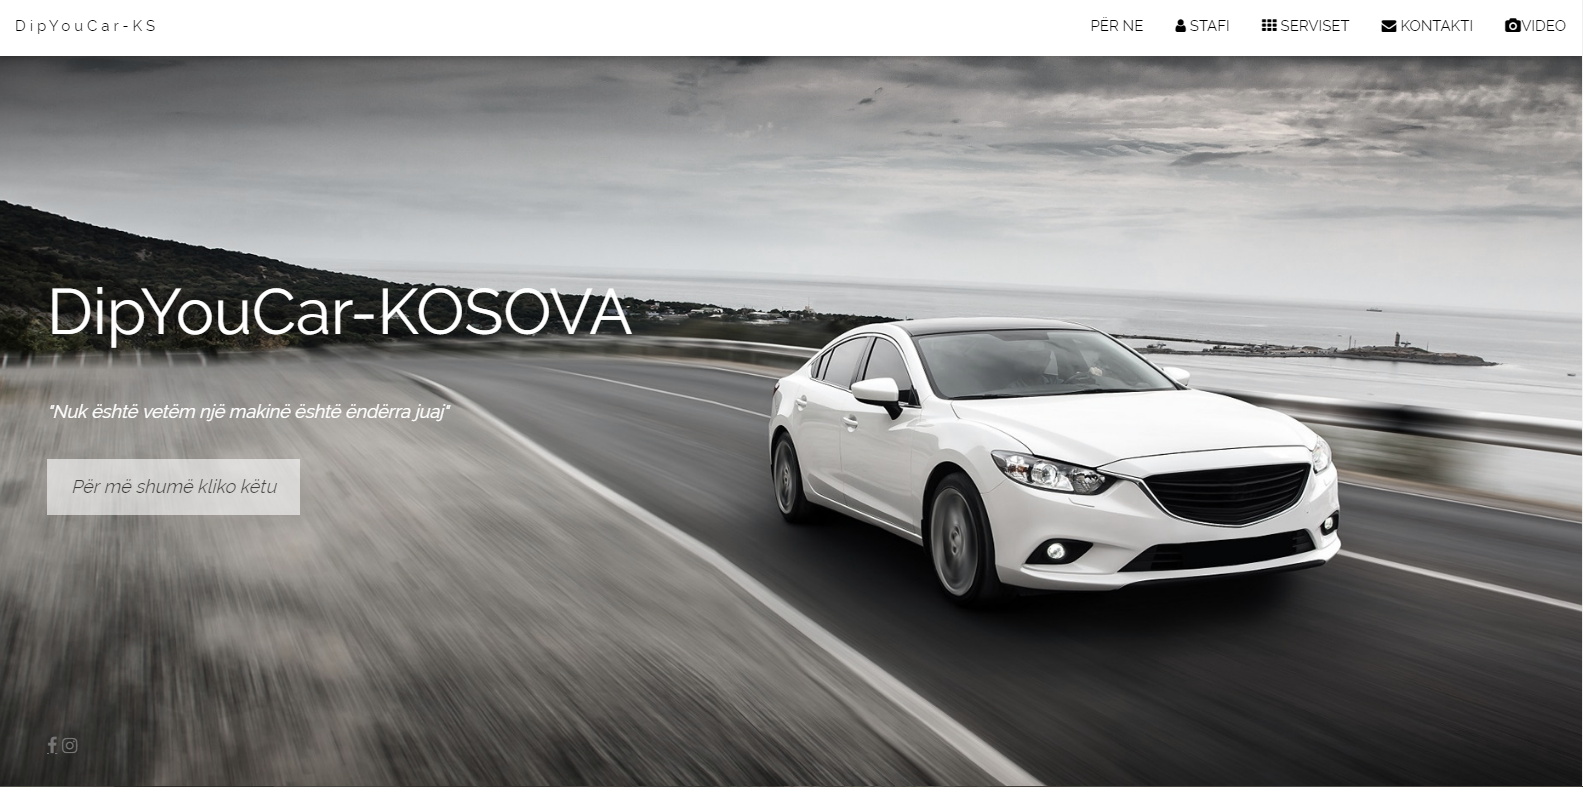 DipYouCar-KS
PËR NE STAFI SERVISET KONTAKTI VIDEO
DipYouCar-KOSOVA
"Nuk është vetëm një makinë është ëndërra juaj"
Për më shumë kliko këtu